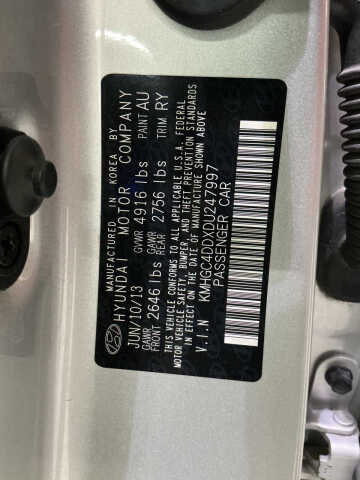 MANUFACTURED IN KOREA BY
HYUNDAI MOTOR COMPANY
JUN/10/13 GVWR 4916 lbs PAINT AU
GAWR FRONT 2646 lbs GAWR REAR 2756 lbs TRIM RY
THIS VEHICLE CONFORMS TO ALL APPLICABLE U.S.A. FEDERAL
MOTOR VEHICLE SAFETY BUMPER AND THEFT PREVENTION
STANDARDS IN EFFECT ON THE DATE OF MANUFACTURE SHOWN ABOVE
V.I.N KMHGC4DDXDU247997
PASSENGER CAR